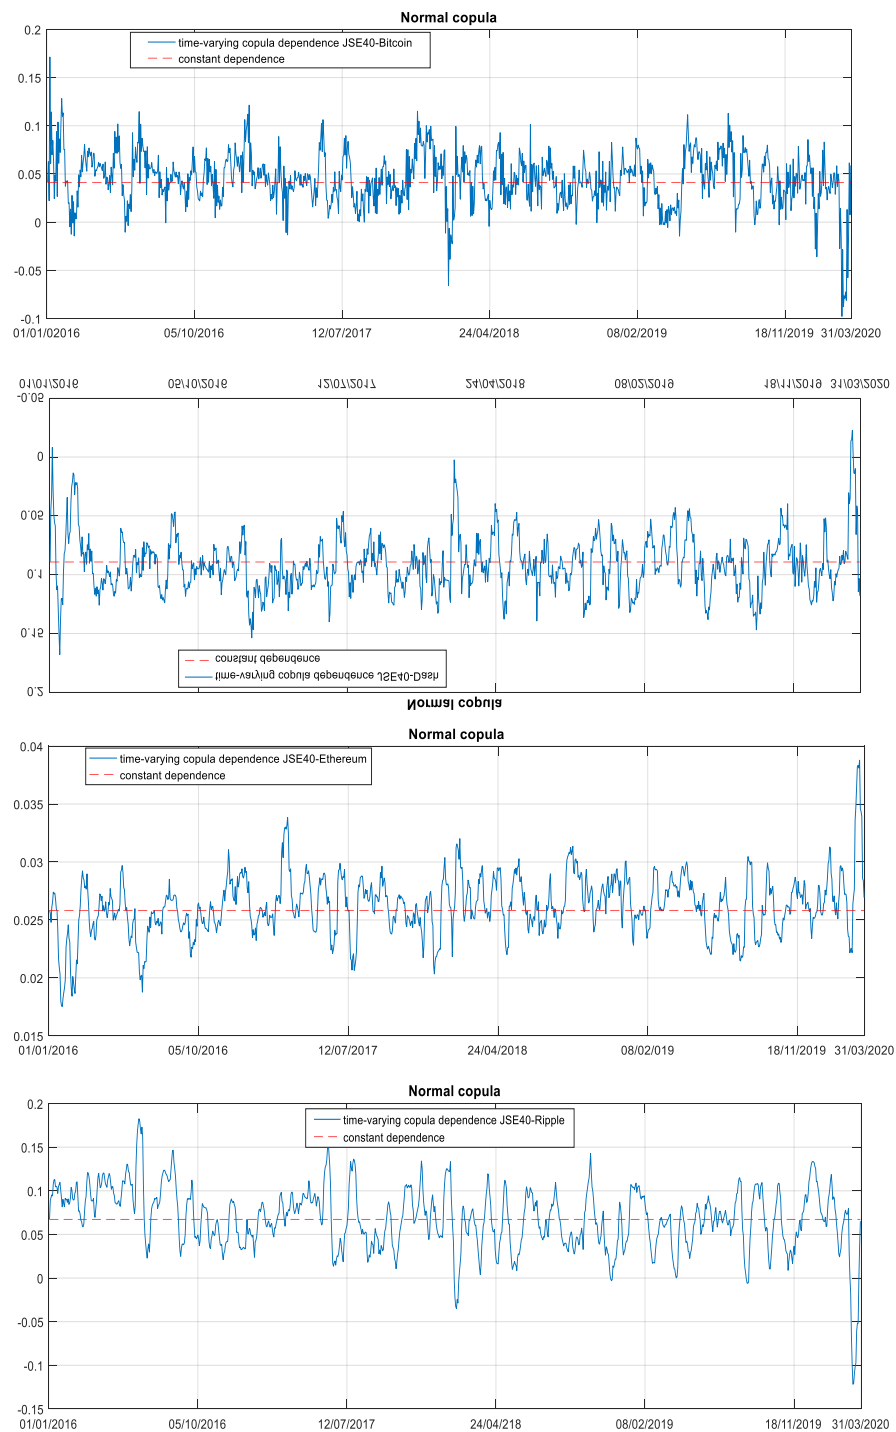 Normal copula
time-varying copula dependence JSE40-Bitcoin
constant dependence
0.2
0.15
0.1
0.05
0
-0.05
-0.1
01/01/02016 05/10/2016 12/07/2017 24/04/2018 08/02/2019 18/11/2019 31/03/2020
01/01/2016 05/10/2016 12/07/2017 24/04/2018 08/02/2019 18/11/2019 31/03/2020
-0.05
0
0.05
0.1
0.15
constant dependence
time-varying copula dependence JSE40-Dash
0.2
Normal copula
Normal copula
time-varying copula dependence JSE40-Ethereum
constant dependence
0.04
0.035
0.03
0.025
0.02
0.015
01/01/2016 05/10/2016 12/07/2017 24/04/2018 08/02/2019 18/11/2019 31/03/2020
Normal copula
time-varying copula dependence JSE40-Ripple
constant dependence
0.2
0.15
0.1
0.05
0
-0.05
-0.1
-0.15
01/01/2016 05/10/2016 12/07/2017 24/04/218 08/02/2019 18/11/2019 31/03/2020